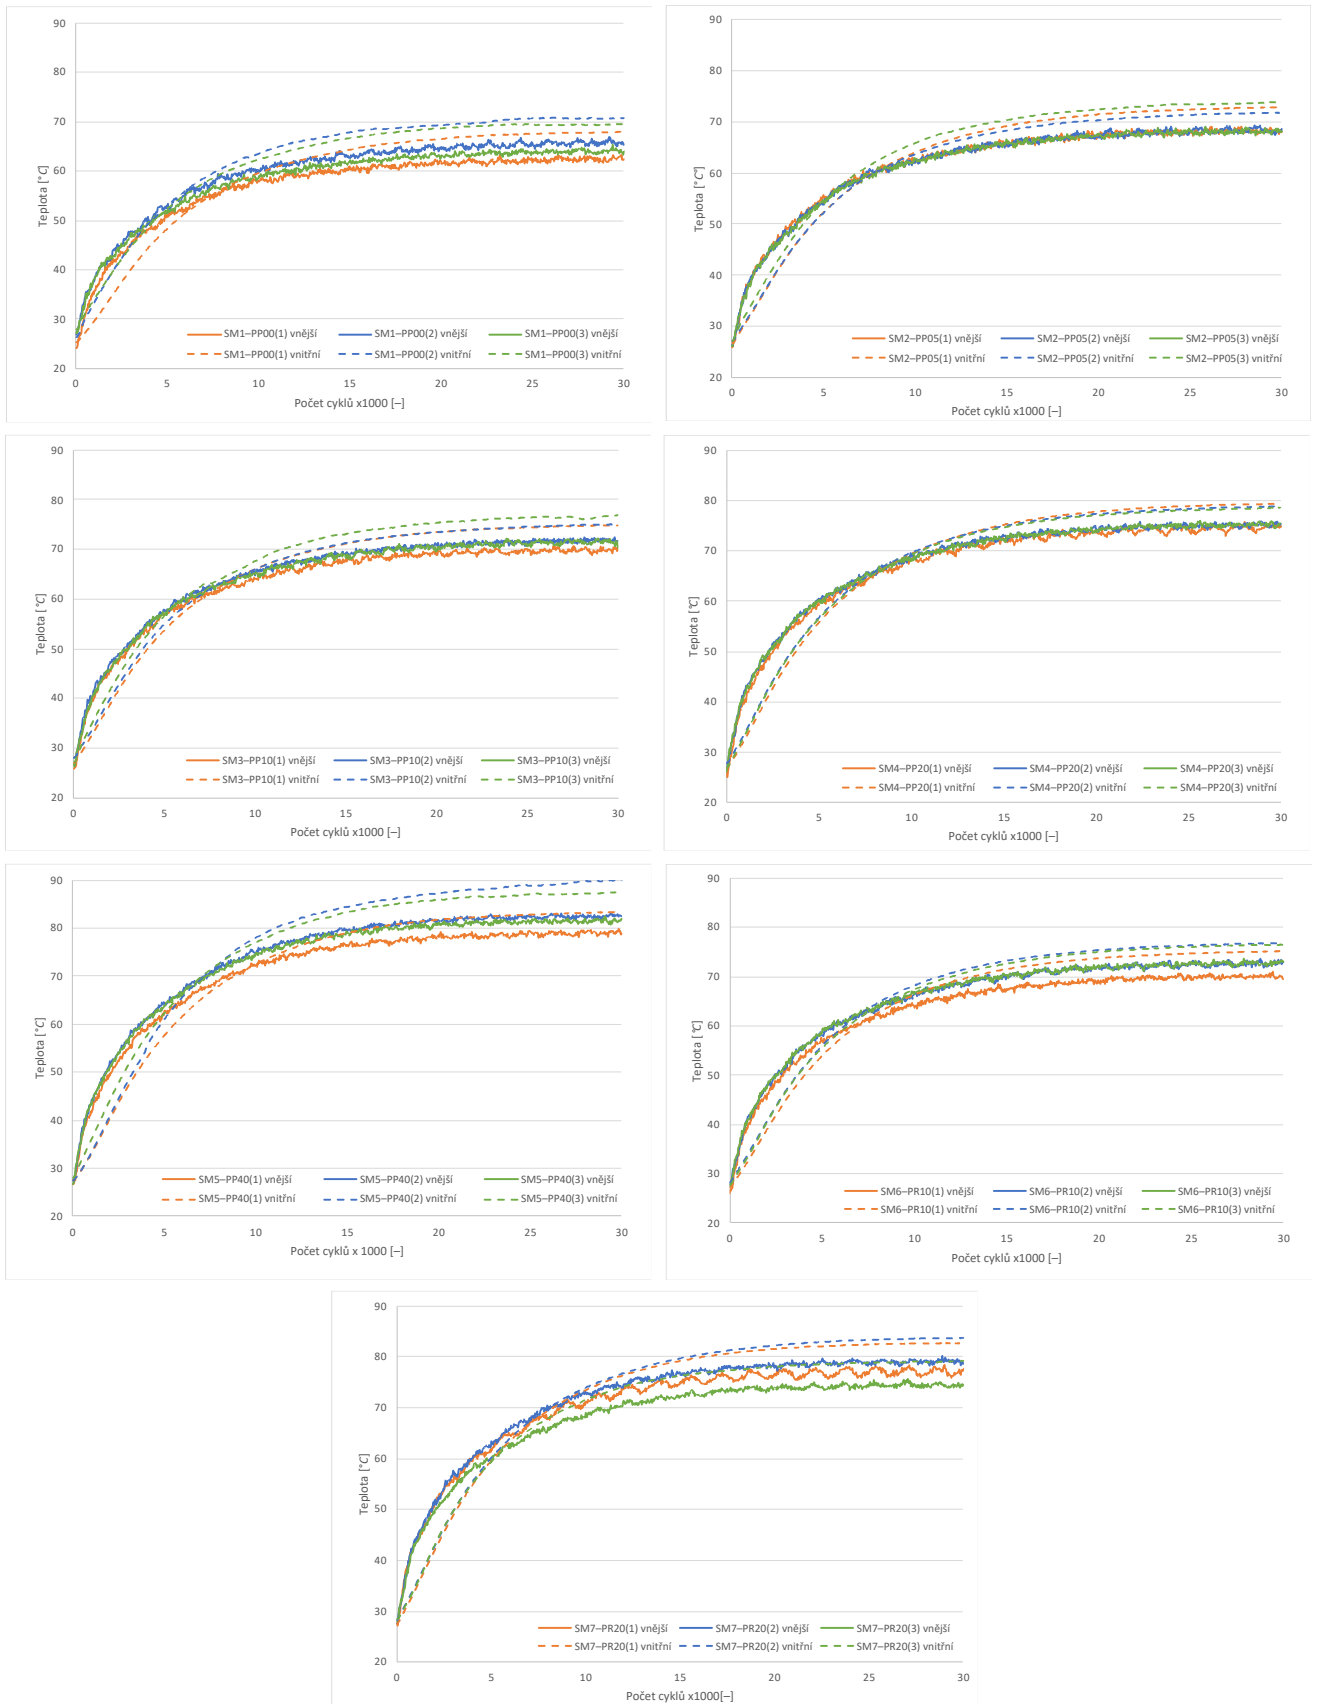 90
80
70
60
50
40
30
20
Teplota [°C]
SM1–PP00(1) vnější SM1–PP00(2) vnější SM1–PP00(3) vnější
SM1–PP00(1) vnitřní SM1–PP00(2) vnitřní SM1–PP00(3) vnitřní
0 5 10 15 20 25 30
Počet cyklů x1000 [–]
90
80
70
60
50
40
30
20
Teplota [°C°]
SM2–PP05(1) vnější SM2–PP05(2) vnější SM2–PP05(3) vnější
SM2–PP05(1) vnitřní SM2–PP05(2) vnitřní SM2–PP05(3) vnitřní
0 5 10 15 20 25 30
Počet cyklů x1000 [–]
90
80
70
60
50
40
30
20
Teplota [°C]
SM3–PP10(1) vnější SM3–PP10(2) vnější SM3–PP10(3) vnější
SM3–PP10(1) vnitřní SM3–PP10(2) vnitřní SM3–PP10(3) vnitřní
0 5 10 15 20 25 30
Počet cyklů x1000 [–]
90
80
70
60
50
40
30
20
Teplota [°C]
SM4–PP20(1) vnější SM4–PP20(2) vnější SM4–PP20(3) vnější
SM4–PP20(1) vnitřní SM4–PP20(2) vnitřní SM4–PP20(3) vnitřní
0 5 10 15 20 25 30
Počet cyklů x1000 [–]
90
80
70
60
50
40
30
20
Teplota [°C]
SM5–PP40(1) vnější SM5–PP40(2) vnější SM5–PP40(3) vnější
SM5–PP40(1) vnitřní SM5–PP40(2) vnitřní SM5–PP40(3) vnitřní
0 5 10 15 20 25 30
Počet cyklů x 1000 [–]
90
80
70
60
50
40
30
20
Teplota [°C]
SM6–PR10(1) vnější SM6–PR10(2) vnější SM6–PR10(3) vnější
SM6–PR10(1) vnitřní SM6–PR10(2) vnitřní SM6–PR10(3) vnitřní
0 5 10 15 20 25 30
Počet cyklů x1000 [–]
90
80
70
60
50
40
30
20
Teplota [°C]
SM7–PR20(1) vnější SM7–PR20(2) vnější SM7–PR20(3) vnější
SM7–PR20(1) vnitřní SM7–PR20(2) vnitřní SM7–PR20(3) vnitřní
0 5 10 15 20 25 30
Počet cyklů x1000[–]